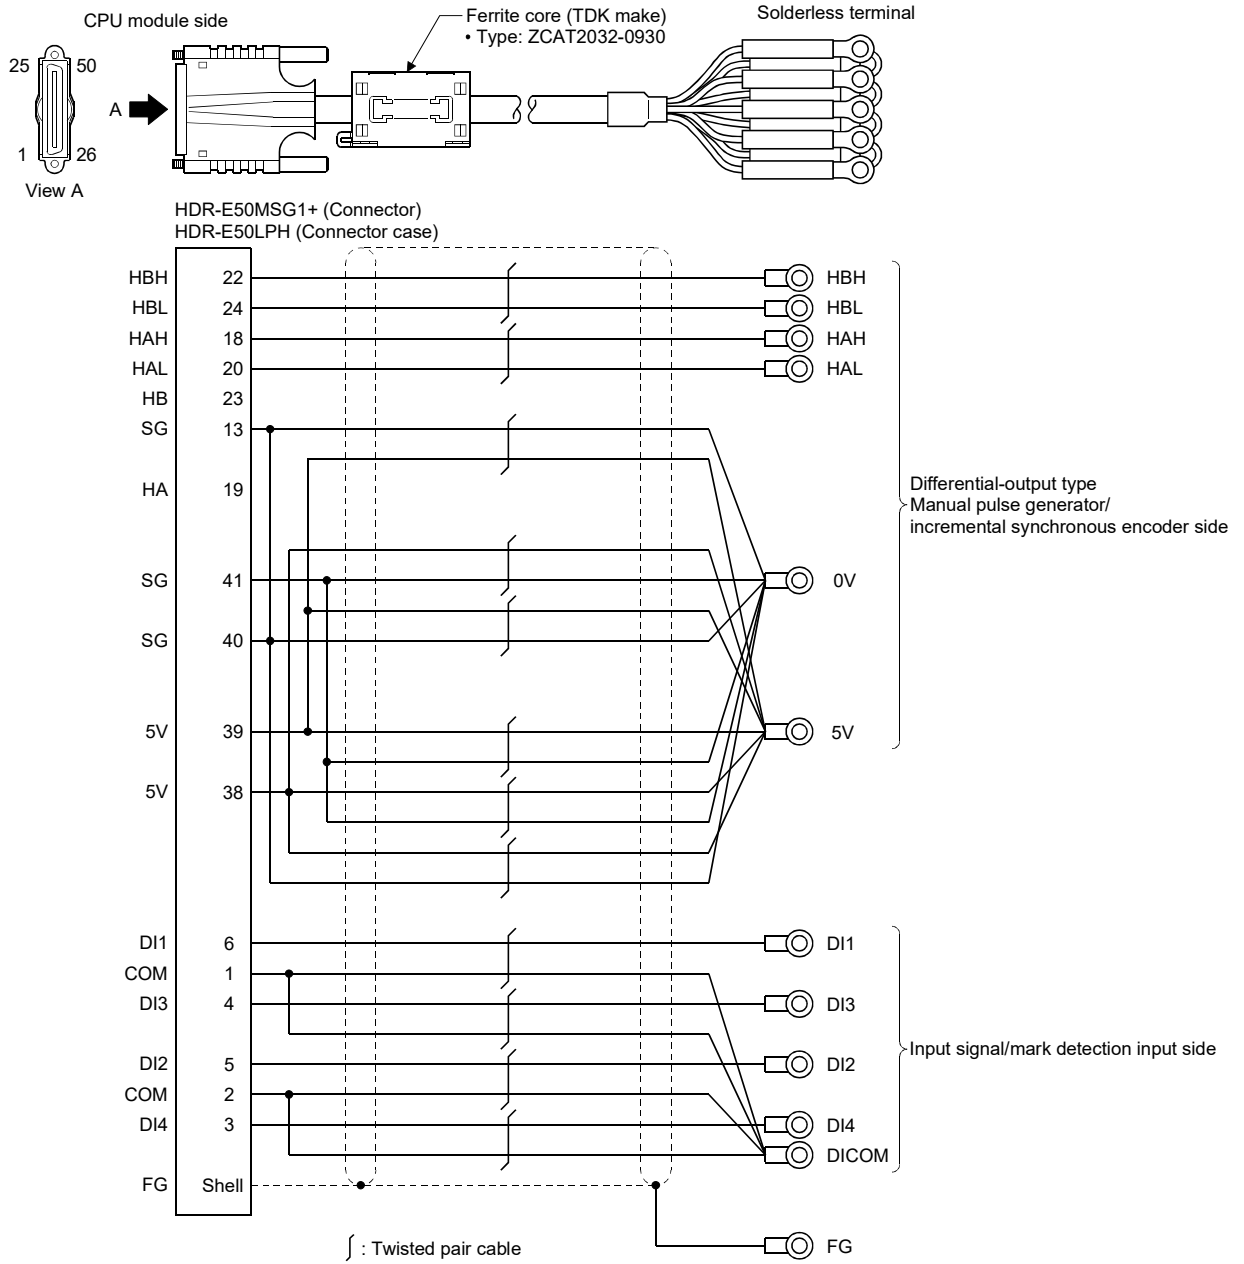 CPU module side
Ferrite core (TDK make)
• Type: ZCAT2032-0930
Solderless terminal
25 50
A
1 26
View A
HDR-E50MSG1+ (Connector)
HDR-E50LPH (Connector case)
HBH 22 HBH
HBL 24 HBL
HAH 18 HAH
HAL 20 HAL
HB 23
SG 13
HA 19
Differential-output type
Manual pulse generator/
incremental synchronous encoder side
SG 41 0V
SG 40
5V 39 5V
5V 38
DI1 6 DI1
COM 1
DI3 4 DI3
Input signal/mark detection input side
DI2 5 DI2
COM 2
DI4 3 DI4
DICOM
FG Shell
: Twisted pair cable
FG